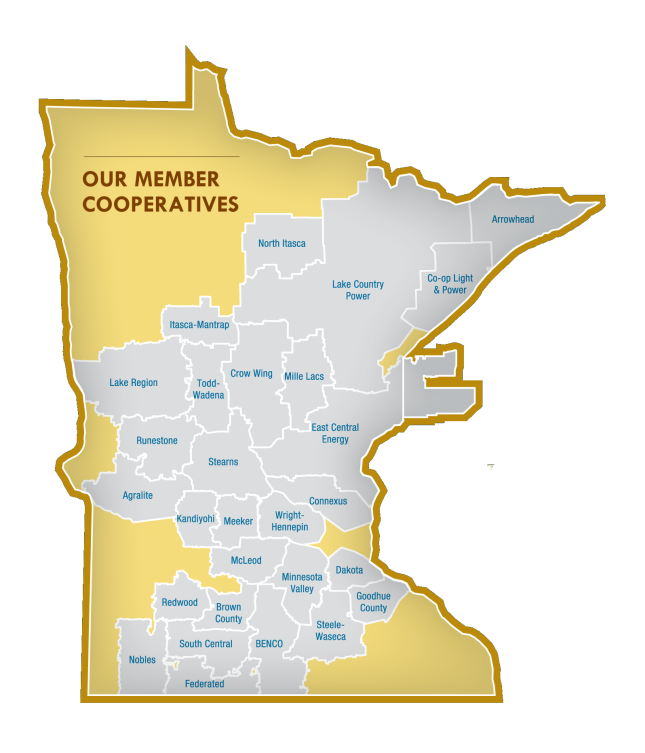 OUR MEMBER
COOPERATIVES
Arrowhead
North Itasca
Lake Country
Power
Co-op Light
& Power
Itasca-Mantrap
Lake Region
Todd-
Wadena
Crow Wing
Mille Lacs
East Central
Energy
Runestone
Stearns
Agralite
Connexus
Kandiyohi
Meeker
Wright-
Hennepin
McLeod
Minnesota
Valley
Dakota
Redwood
Brown
County
Goodhue
County
Steele-
Waseca
South Central
BENCO
Nobles
Federated